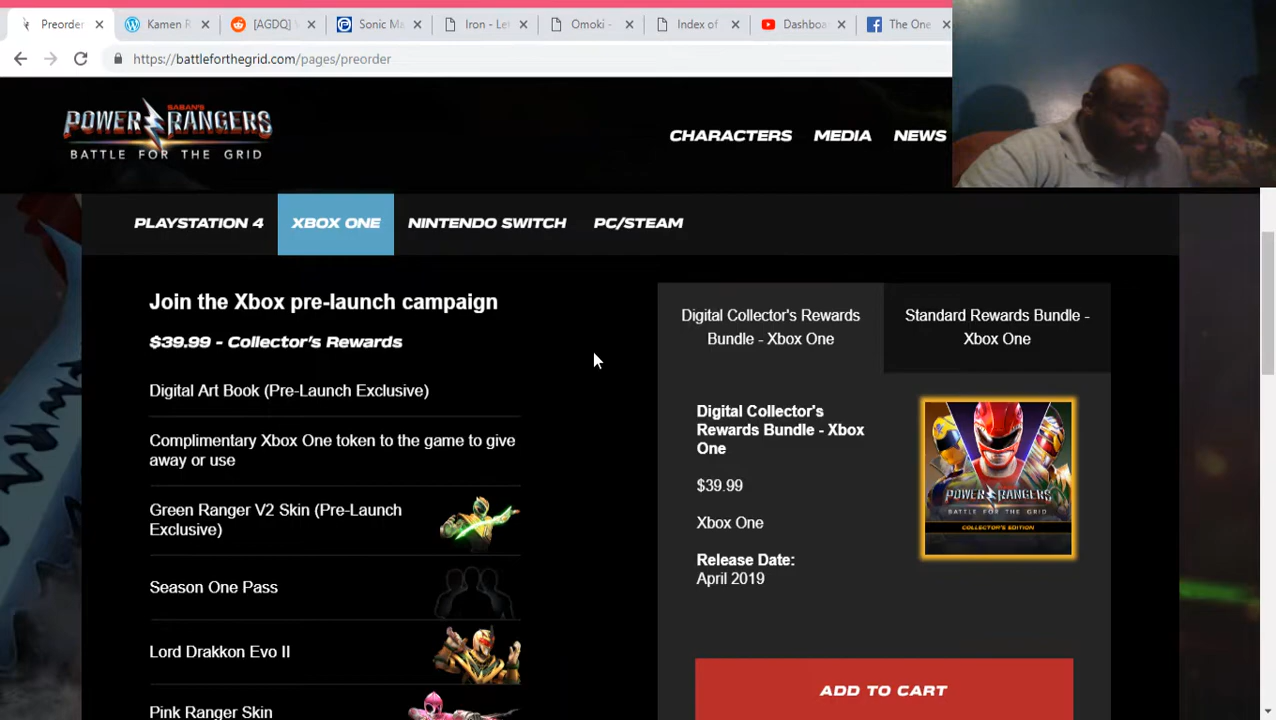 Preorder
Kamen R
[AGDQ]
Sonic Ma
Iron - Le
Omoki -
Index of
Dashboa
The One
https://battleforthegrid.com/pages/preorder
SABAN'S
POWER RANGERS
BATTLE FOR THE GRID
CHARACTERS
MEDIA
NEWS
PLAYSTATION 4
XBOX ONE
NINTENDO SWITCH
PC/STEAM
Join the Xbox pre-launch campaign
$39.99 - Collector's Rewards
Digital Art Book (Pre-Launch Exclusive)
Complimentary Xbox One token to the game to give
away or use
Green Ranger V2 Skin (Pre-Launch
Exclusive)
Season One Pass
Lord Drakkon Evo II
Pink Ranger Skin
Digital Collector's Rewards
Bundle - Xbox One
Standard Rewards Bundle -
Xbox One
Digital Collector's
Rewards Bundle - Xbox
One
$39.99
Xbox One
Release Date:
April 2019
POWER RANGERS
BATTLE FOR THE GRID
COLLECTOR'S EDITION
ADD TO CART